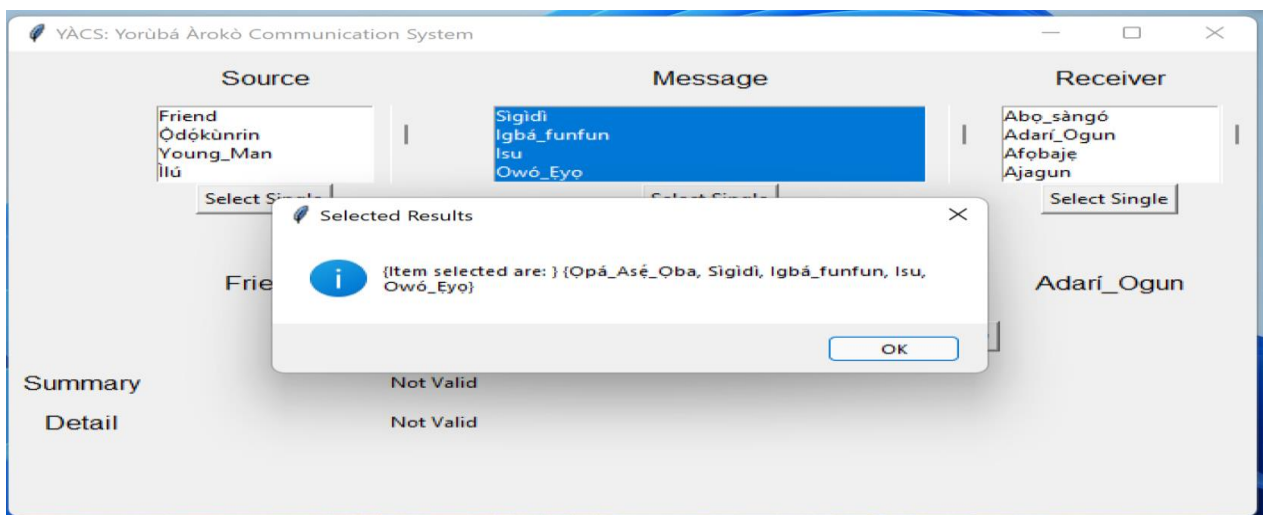 YÀCS: Yorùbá Àrokò Communication System
Source Message Receiver
Friend
Ọ̀dọ́kùnrin
Young_Man
Ìlú
Select Single
Sìgìdì
Igbá_funfun
Isu
Owó_Ẹyọ
Abọ_sàngó
Adarí_Ogun
Afọbajẹ
Ajagun
Select Single
Selected Results
{Item selected are: } {Ọpá_Asẹ́_Ọba, Sìgìdì, Igbá_funfun, Isu,
Owó_Ẹyọ}
OK
Adarí_Ogun
Summary Not Valid
Detail Not Valid